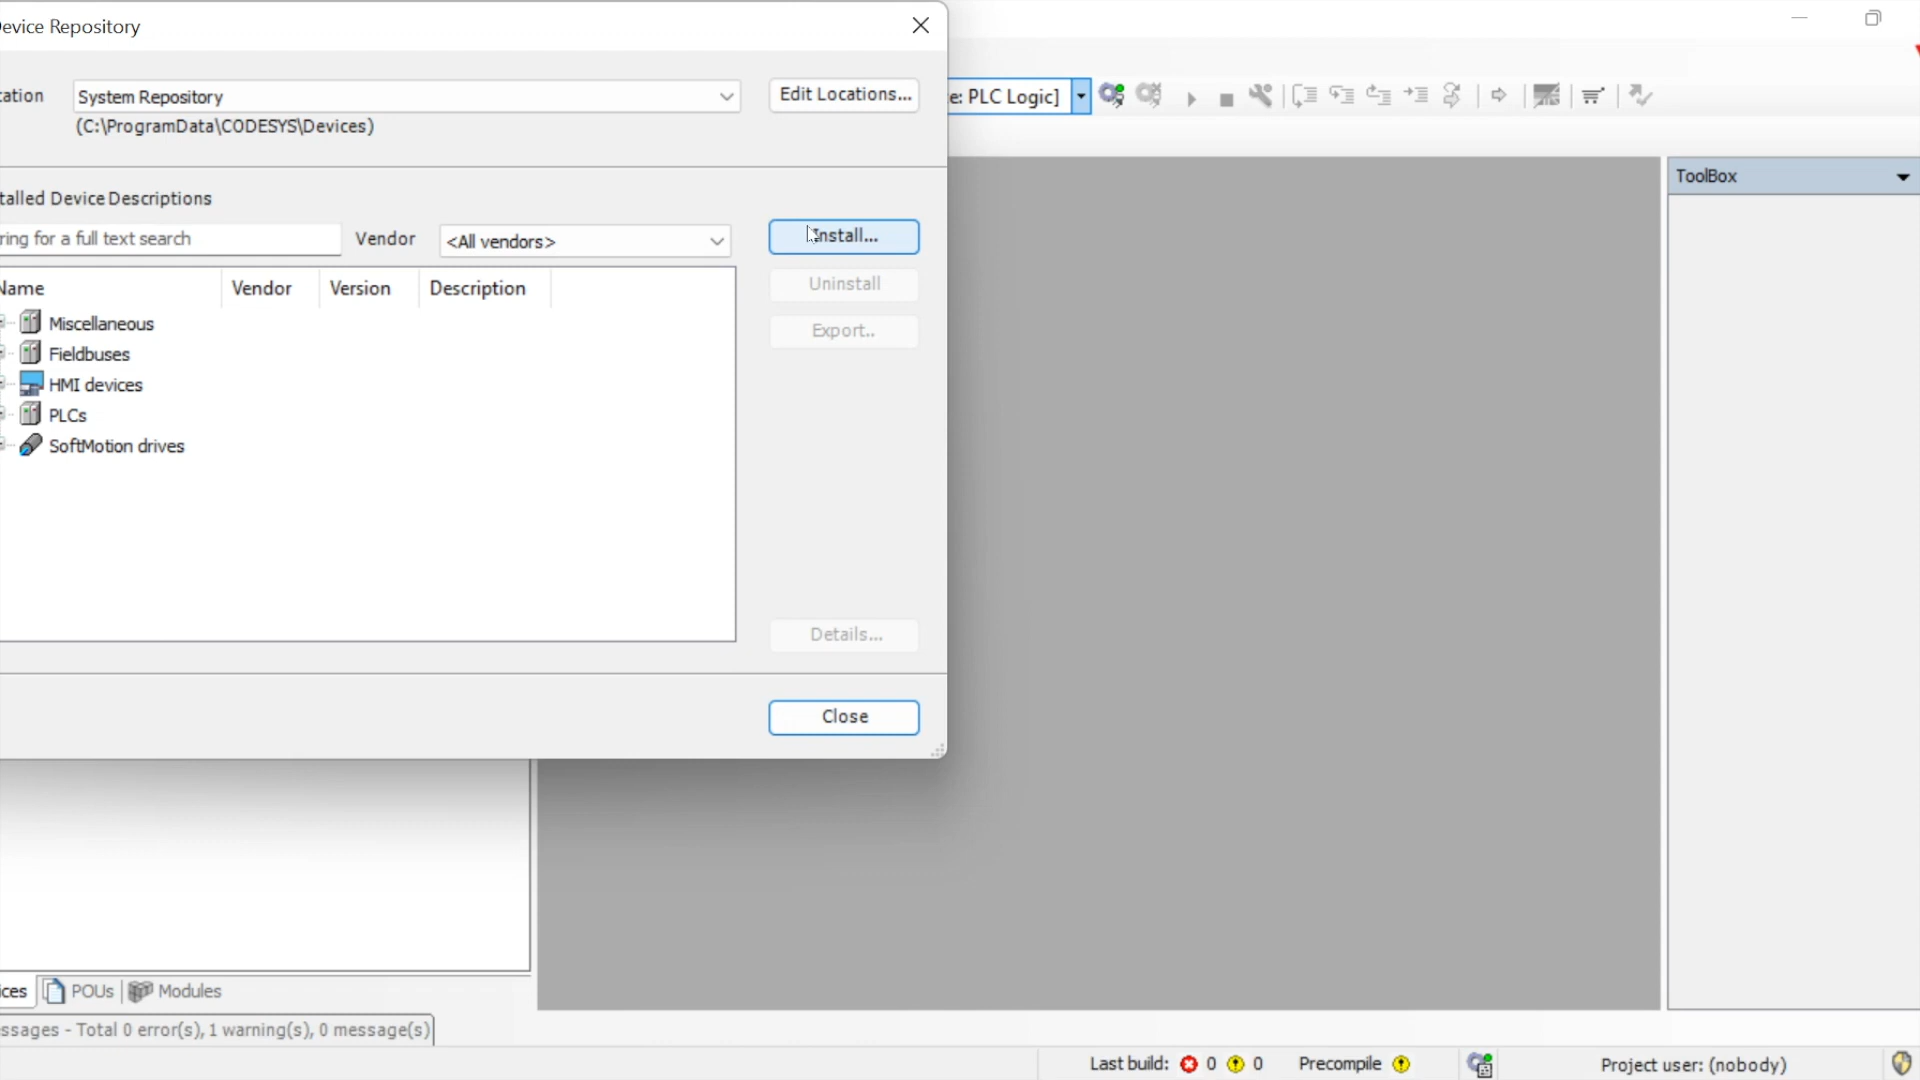 evice Repository
e: PLC Logic]
ation
System Repository
Edit Locations...
(C:\ProgramData\CODESYS\Devices)
ToolBox
talled Device Descriptions
ring for a full text search
Vendor
<All vendors>
Install...
Uninstall
Name
Vendor
Version
Description
Miscellaneous
Export..
Fieldbuses
HMI devices
PLCs
SoftMotion drives
Details...
Close
ices
POUs
Modules
ssages - Total 0 error(s), 1 warning(s), 0 message(s)
Last build: 0 0
Precompile
Project user: (nobody)